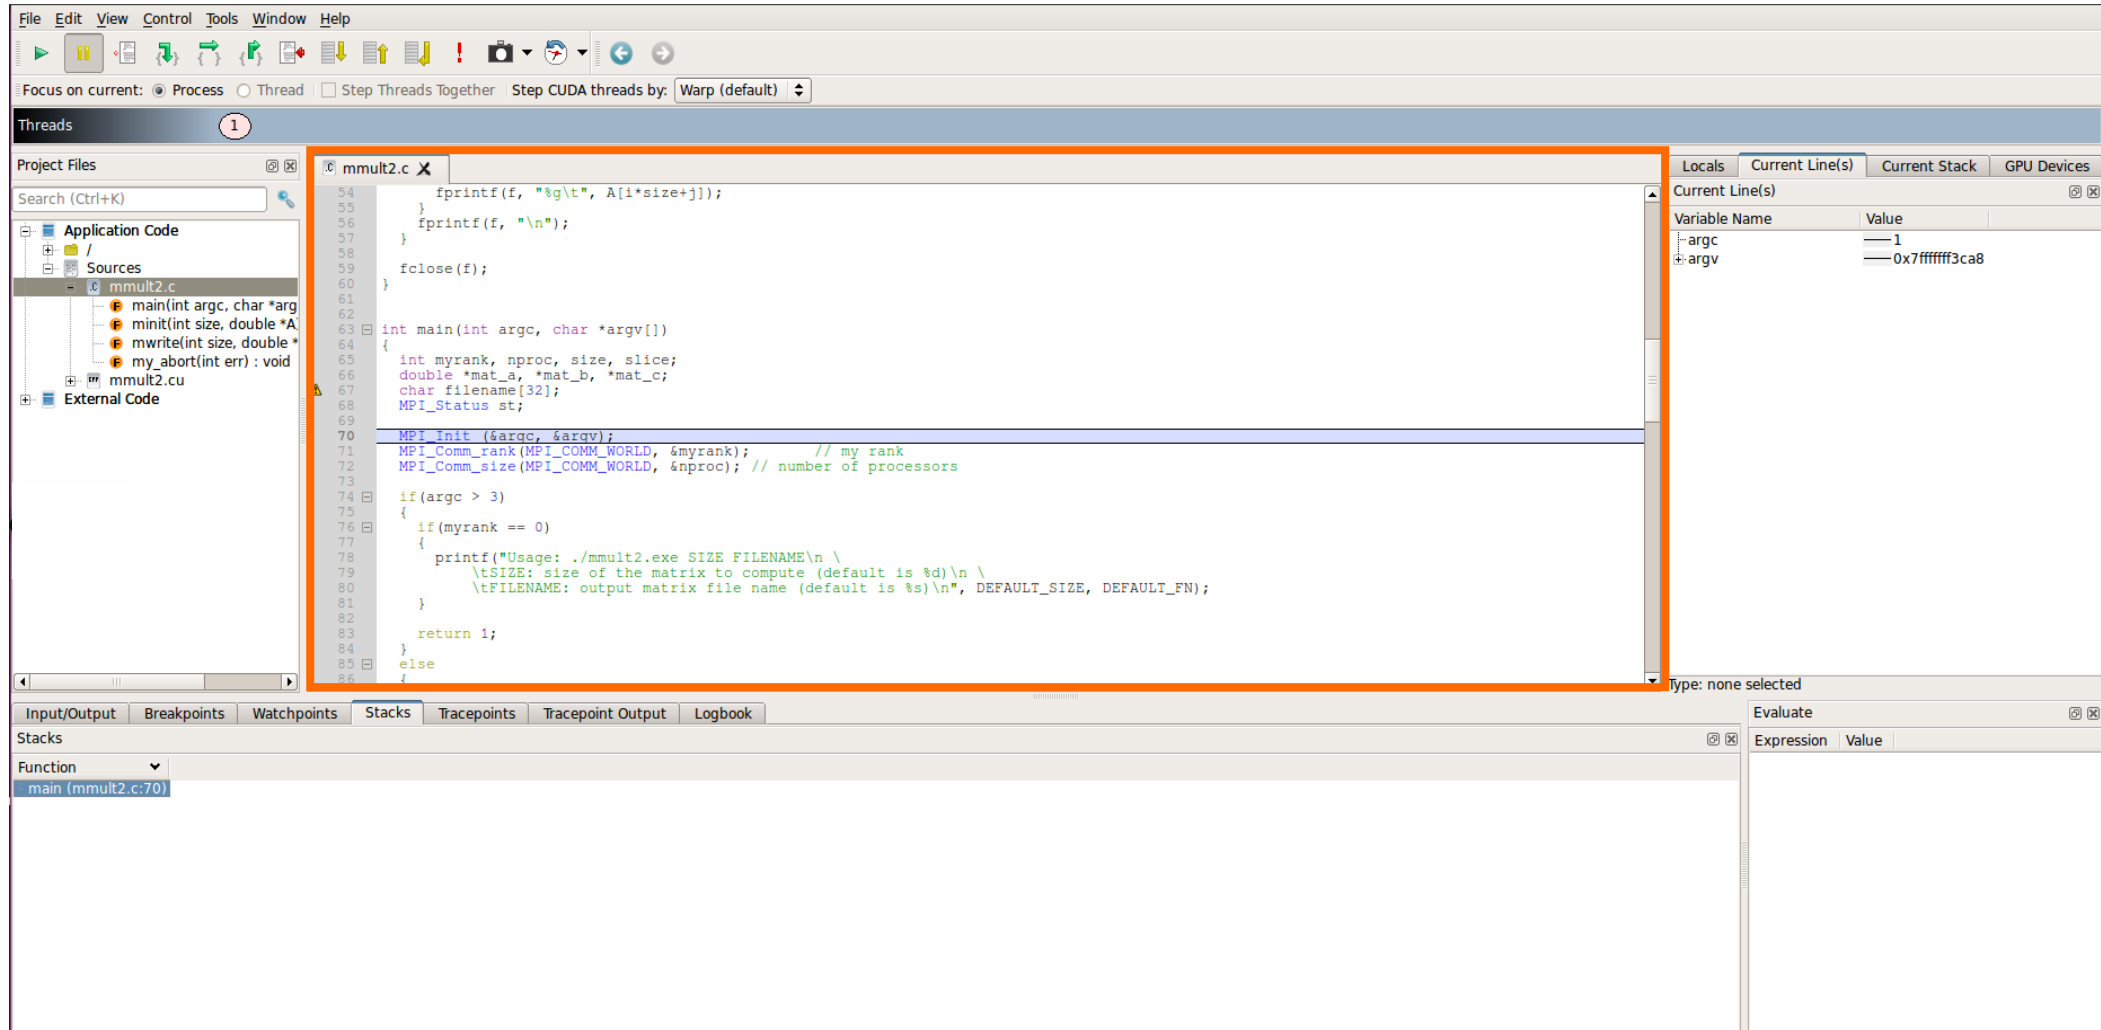 File Edit View Control Tools Window Help
Focus on current: Process Thread Step Threads Together Step CUDA threads by: Warp (default)
Threads 1
Project Files
Search (Ctrl+K)
Application Code
/
Sources
mmult2.c
main(int argc, char *arg
minit(int size, double *A,
mwrite(int size, double *
my_abort(int err) : void
mmult2.cu
External Code
mmult2.c
54 fprintf(f, "%g\t", A[i*size+j]);
55 }
56 fprintf(f, "\n");
57 }
58
59 fclose(f);
60 }
61
62
63 int main(int argc, char *argv[])
64 {
65 int myrank, nproc, size, slice;
66 double *mat_a, *mat_b, *mat_c;
67 char filename[32];
68 MPI_Status st;
69
70 MPI_Init (&argc, &argv);
71 MPI_Comm_rank(MPI_COMM_WORLD, &myrank); // my rank
72 MPI_Comm_size(MPI_COMM_WORLD, &nproc); // number of processors
73
74 if(argc > 3)
75 {
76 if(myrank == 0)
77 {
78 printf("Usage: ./mmult2.exe SIZE FILENAME\n \
79 \tSIZE: size of the matrix to compute (default is %d)\n \
80 \tFILENAME: output matrix file name (default is %s)\n", DEFAULT_SIZE, DEFAULT_FN);
81 }
82
83 return 1;
84 }
85 else
86 {
Locals Current Line(s) Current Stack GPU Devices
Current Line(s)
Variable Name Value
argc 1
argv 0x7fffffff3ca8
Type: none selected
Input/Output Breakpoints Watchpoints Stacks Tracepoints Tracepoint Output Logbook
Stacks
Function
main (mmult2.c:70)
Evaluate
Expression Value